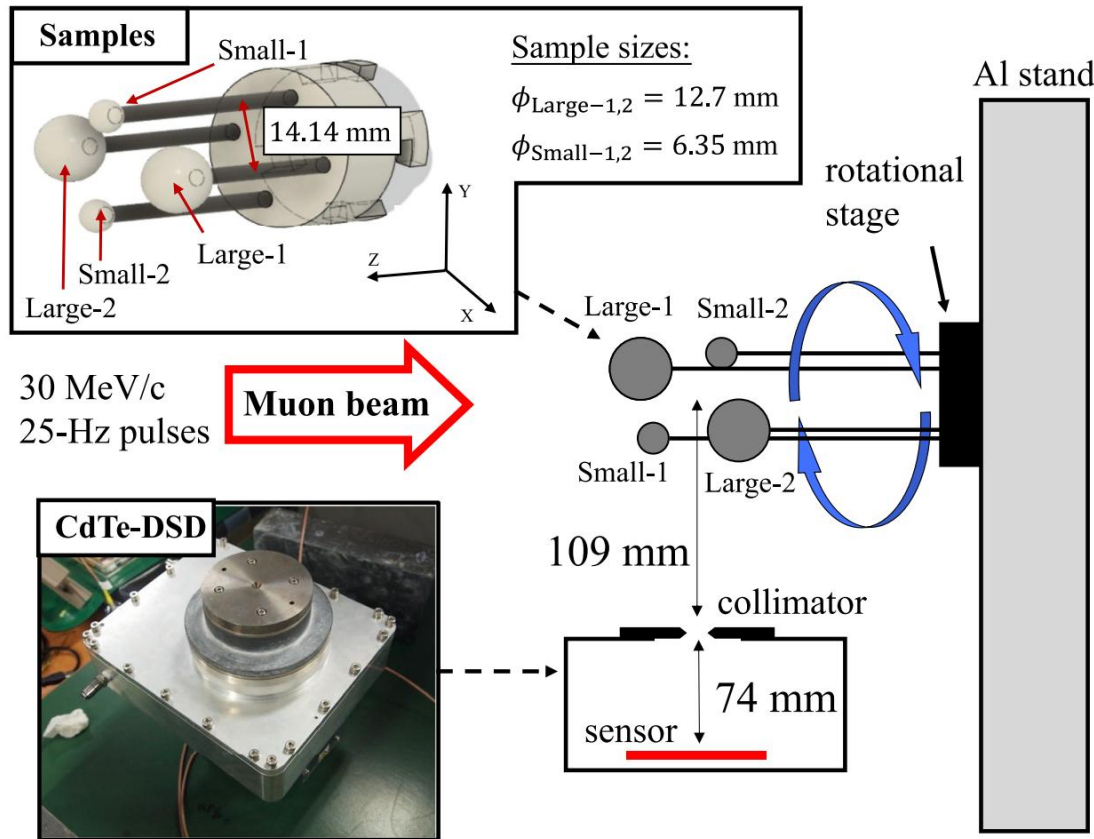 Samples
Small-1
14.14 mm
Large-1
Small-2
Large-2
Y
Z
X
Sample sizes:
ϕLarge−1,2 = 12.7 mm
ϕSmall−1,2 = 6.35 mm
Al stand
rotational
stage
Large-1
Small-2
30 MeV/c
25-Hz pulses
Muon beam
Small-1
Large-2
109 mm
collimator
74 mm
sensor
CdTe-DSD